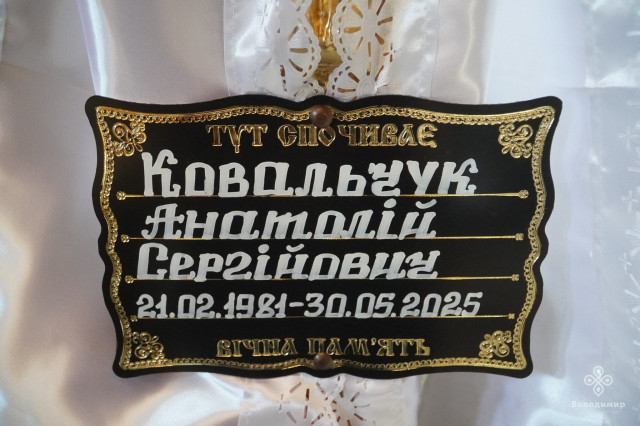 ТУТ СПОЧИВАЄ
Ковальчук
Анатолій
Сергійович
21.02.1981-30.05.2025
ВІЧНА ПАМ'ЯТЬ
Володимир